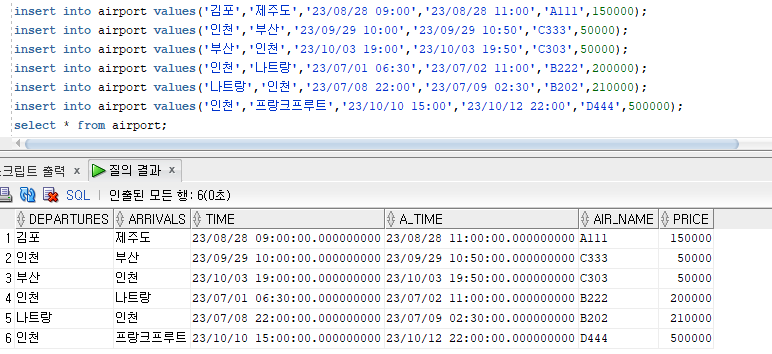 insert into airport values('김포','제주도','23/08/28 09:00','23/08/28 11:00','A111',150000);
insert into airport values('인천','부산','23/09/29 10:00','23/09/29 10:50','C333',50000);
insert into airport values('부산','인천','23/10/03 19:00','23/10/03 19:50','C303',50000);
insert into airport values('인천','나트랑','23/07/01 06:30','23/07/02 11:00','B222',200000);
insert into airport values('나트랑','인천','23/07/08 22:00','23/07/09 02:30','B202',210000);
insert into airport values('인천','프랑크프루트','23/10/10 15:00','23/10/12 22:00','D444',500000);
select * from airport;
스크립트 출력 x 질의 결과 x
SQL | 인출된 모든 행: 6(0초)
DEPARTURES ARRIVALS TIME A_TIME AIR_NAME PRICE
1 김포 제주도 23/08/28 09:00:00.000000000 23/08/28 11:00:00.000000000 A111 150000
2 인천 부산 23/09/29 10:00:00.000000000 23/09/29 10:50:00.000000000 C333 50000
3 부산 인천 23/10/03 19:00:00.000000000 23/10/03 19:50:00.000000000 C303 50000
4 인천 나트랑 23/07/01 06:30:00.000000000 23/07/02 11:00:00.000000000 B222 200000
5 나트랑 인천 23/07/08 22:00:00.000000000 23/07/09 02:30:00.000000000 B202 210000
6 인천 프랑크프루트 23/10/10 15:00:00.000000000 23/10/12 22:00:00.000000000 D444 500000